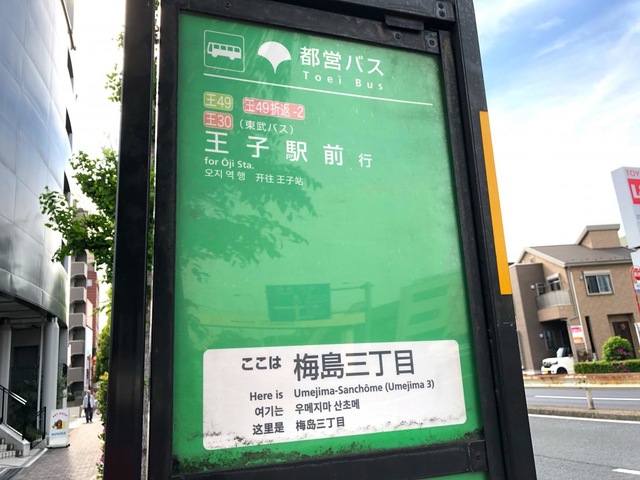 都営バス
Toei Bus
王49 王49折返-2
王30 (東武バス)
王子駅前 行
for Ōji Sta.
오지 역 행 开往 王子站
ここは 梅島三丁目
Here is Umejima-Sanchōme (Umejima 3)
여기는 우메지마 산초메
这里是 梅島三丁目